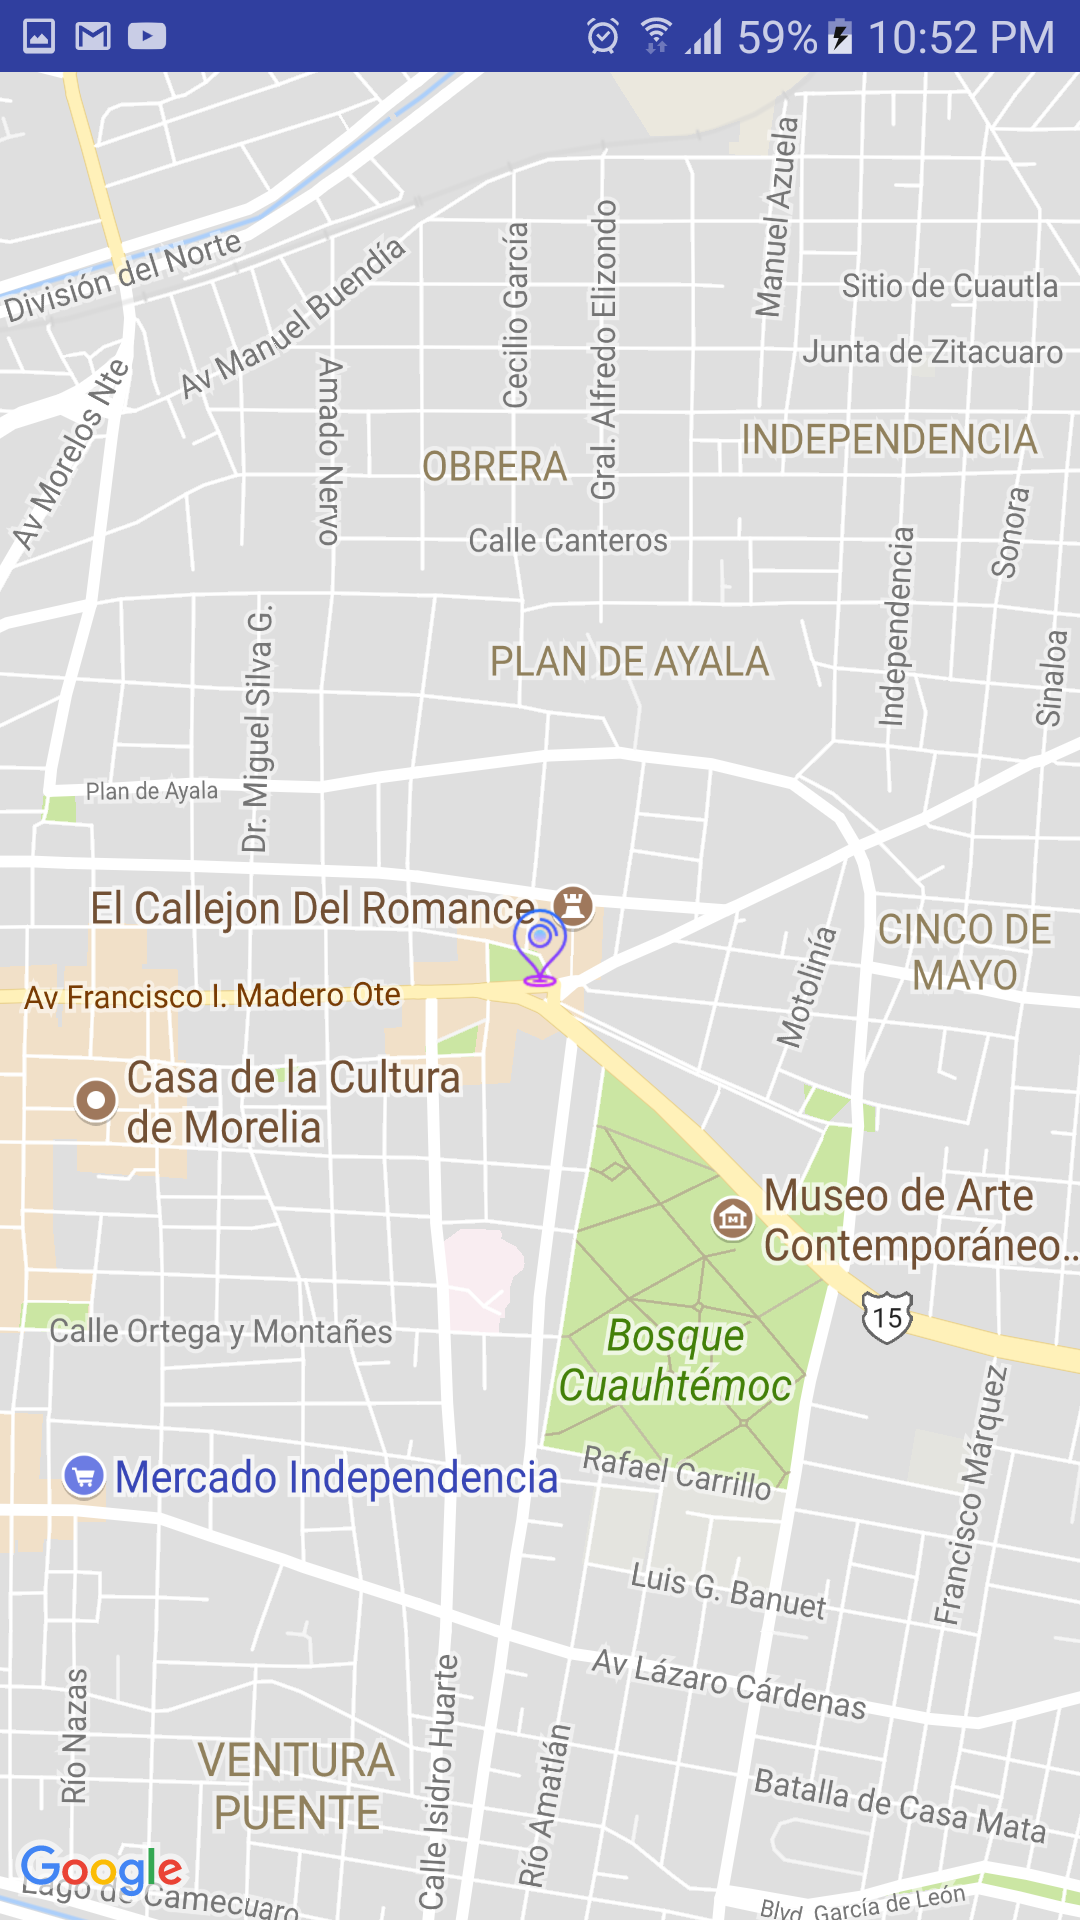 59% 10:52 PM
Manuel Azuela
Gral. Alfredo Elizondo
Cecilio García
División del Norte
Av Manuel Buendía
Sitio de Cuautla
Junta de Zitacuaro
Av Morelos Nte
Amado Nervo
INDEPENDENCIA
OBRERA
Sonora
Calle Canteros
Independencia
Dr. Miguel Silva G.
Sinaloa
PLAN DE AYALA
Plan de Ayala
El Callejon Del Romance
CINCO DE
MAYO
Motolinía
Av Francisco I. Madero Ote
Casa de la Cultura
de Morelia
Museo de Arte
Contemporáneo..
15
Calle Ortega y Montañes
Bosque
Cuauhtémoc
Francisco Márquez
Rafael Carrillo
Mercado Independencia
Luis G. Banuet
Av Lázaro Cárdenas
Río Nazas
Calle Isidro Huarte
Río Amatlán
VENTURA
PUENTE
Batalla de Casa Mata
Google
Lago de Camecuaro
Blvd. García de León